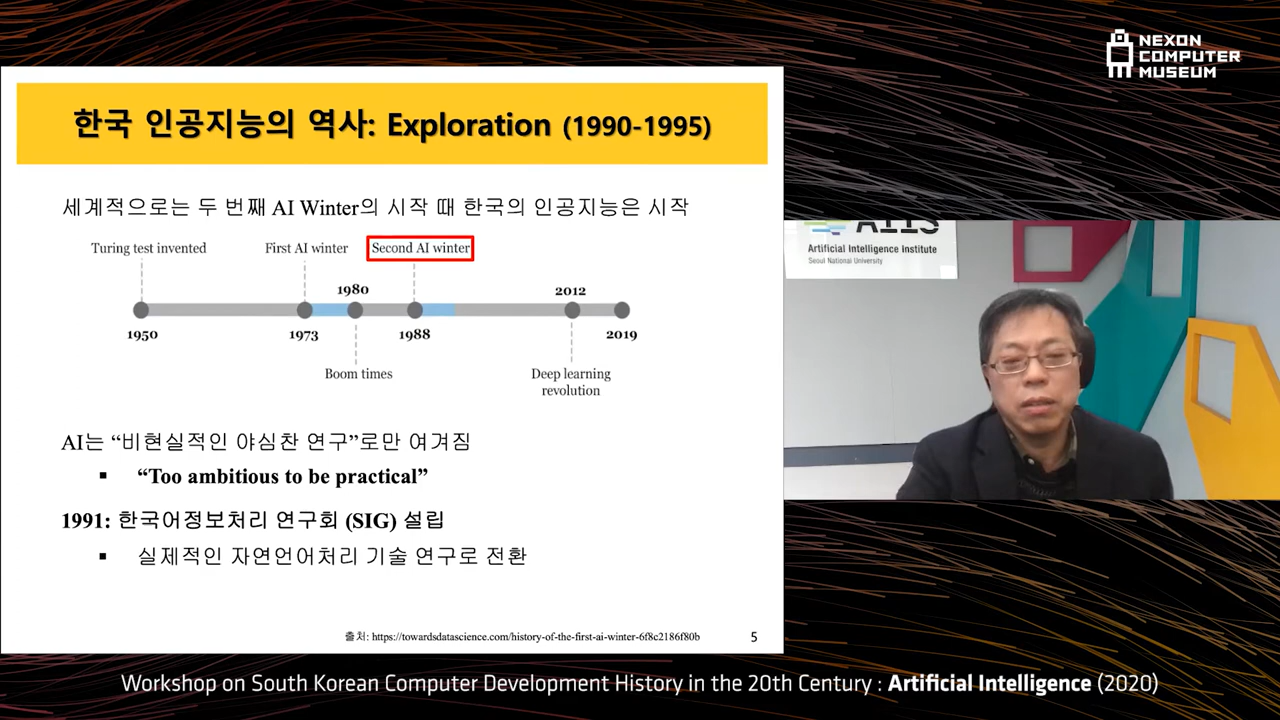 NEXON
COMPUTER
MUSEUM
한국 인공지능의 역사: Exploration (1990-1995)
세계적으로는 두 번째 AI Winter의 시작 때 한국의 인공지능은 시작
Turing test invented
First AI winter
Second AI winter
1980
2012
1950
1973
1988
2019
Boom times
Deep learning
revolution
AI는 “비현실적인 야심찬 연구”로만 여겨짐
▪ “Too ambitious to be practical”
1991: 한국어정보처리 연구회 (SIG) 설립
▪ 실제적인 자연언어처리 기술 연구로 전환
출처: https://towardsdatascience.com/history-of-the-first-ai-winter-6f8c2186f80b
5
AIIS
Artificial Intelligence Institute
Seoul National University
Workshop on South Korean Computer Development History in the 20th Century : Artificial Intelligence (2020)